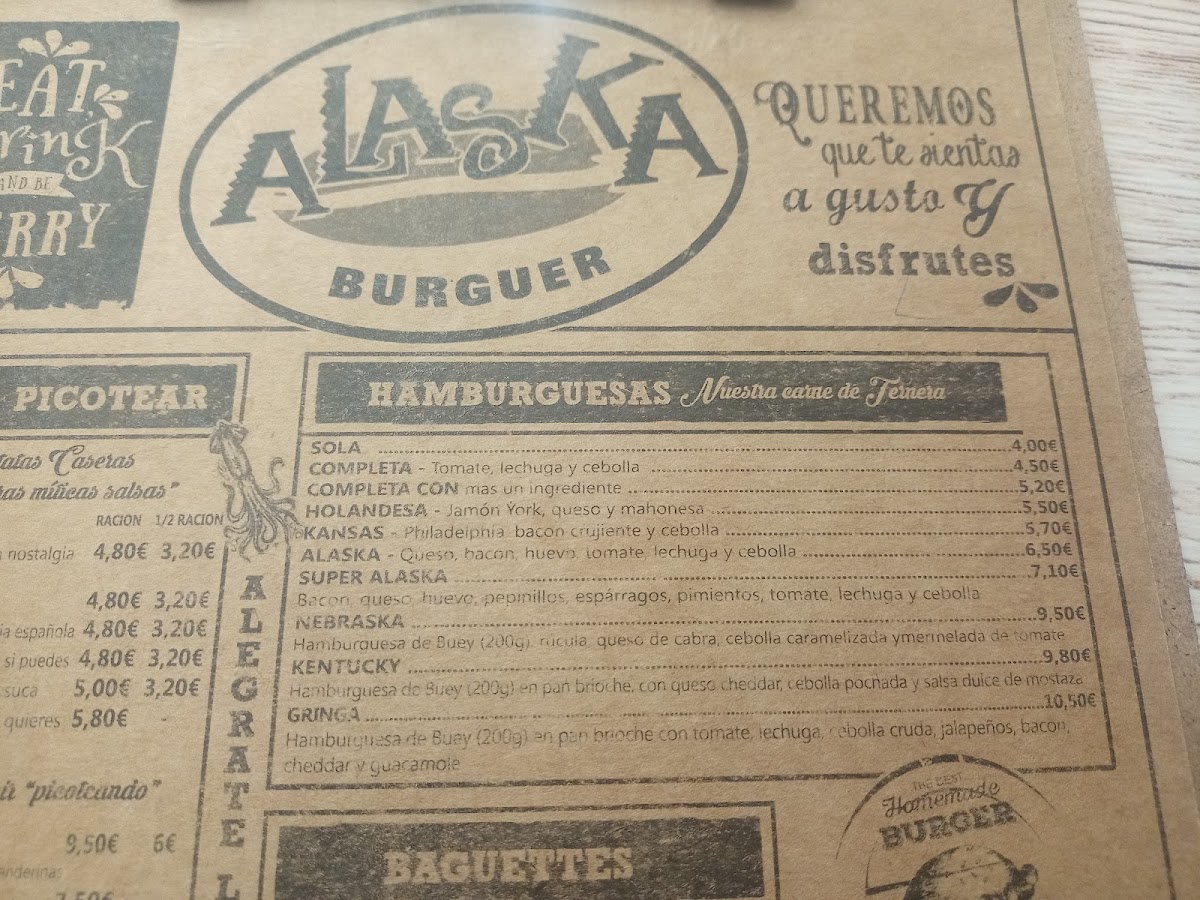 EAT
DRINK
AND BE
ERRY
ALASKA
BURGUER
QUEREMOS
que te sientas
a gusto Y
disfrutes
PICOTEAR
Caseras
míticas salsas"
RACION 1/2 RACION
nostalgia 4,80€ 3,20€
4,80€ 3,20€
española 4,80€ 3,20€
si puedes 4,80€ 3,20€
suca 5,00€ 3,20€
quieres 5,80€ -
"picoteando"
9,50€ 6€
ALEGRATE L
HAMBURGUESAS Nuestra carne de Ternera
SOLA 4,00€
COMPLETA - Tomate, lechuga y cebolla 4,50€
COMPLETA CON mas un ingrediente 5,20€
HOLANDESA - Jamón York, queso y mahonesa 5,50€
KANSAS - Philadelphia, bacon crujiente y cebolla 5,70€
ALASKA - Queso, bacon, huevo, tomate, lechuga y cebolla 6,50€
SUPER ALASKA 7,10€
Bacon, queso, huevo, pepinillos, espárragos, pimientos, tomate, lechuga y cebolla
NEBRASKA 9,50€
Hamburguesa de Buey (200g), rúcula, queso de cabra, cebolla caramelizada ymermelada de tomate
KENTUCKY 9,80€
Hamburguesa de Buey (200g) en pan brioche, con queso cheddar, cebolla pochada y salsa dulce de mostaza
GRINGA 10,50€
Hamburguesa de Buey (200g) en pan brioche con tomate, lechuga, cebolla cruda, jalapeños, bacon,
cheddar y guacamole
BAGUETTES
THE BEST
Homemade
BURGER